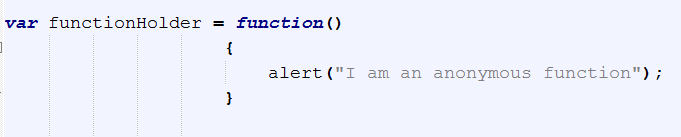 var functionHolder = function()
{
alert("I am an anonymous function");
}